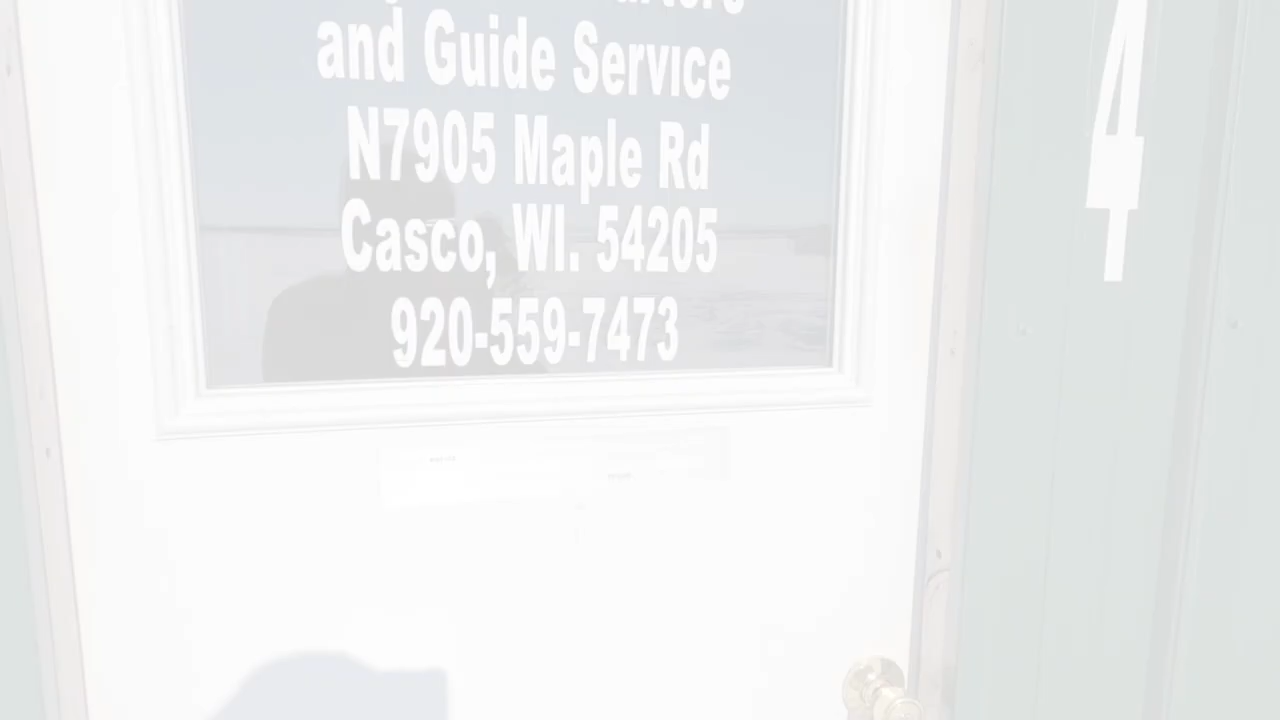 and Guide Service
N7905 Maple Rd
Casco, WI. 54205
920-559-7473
4